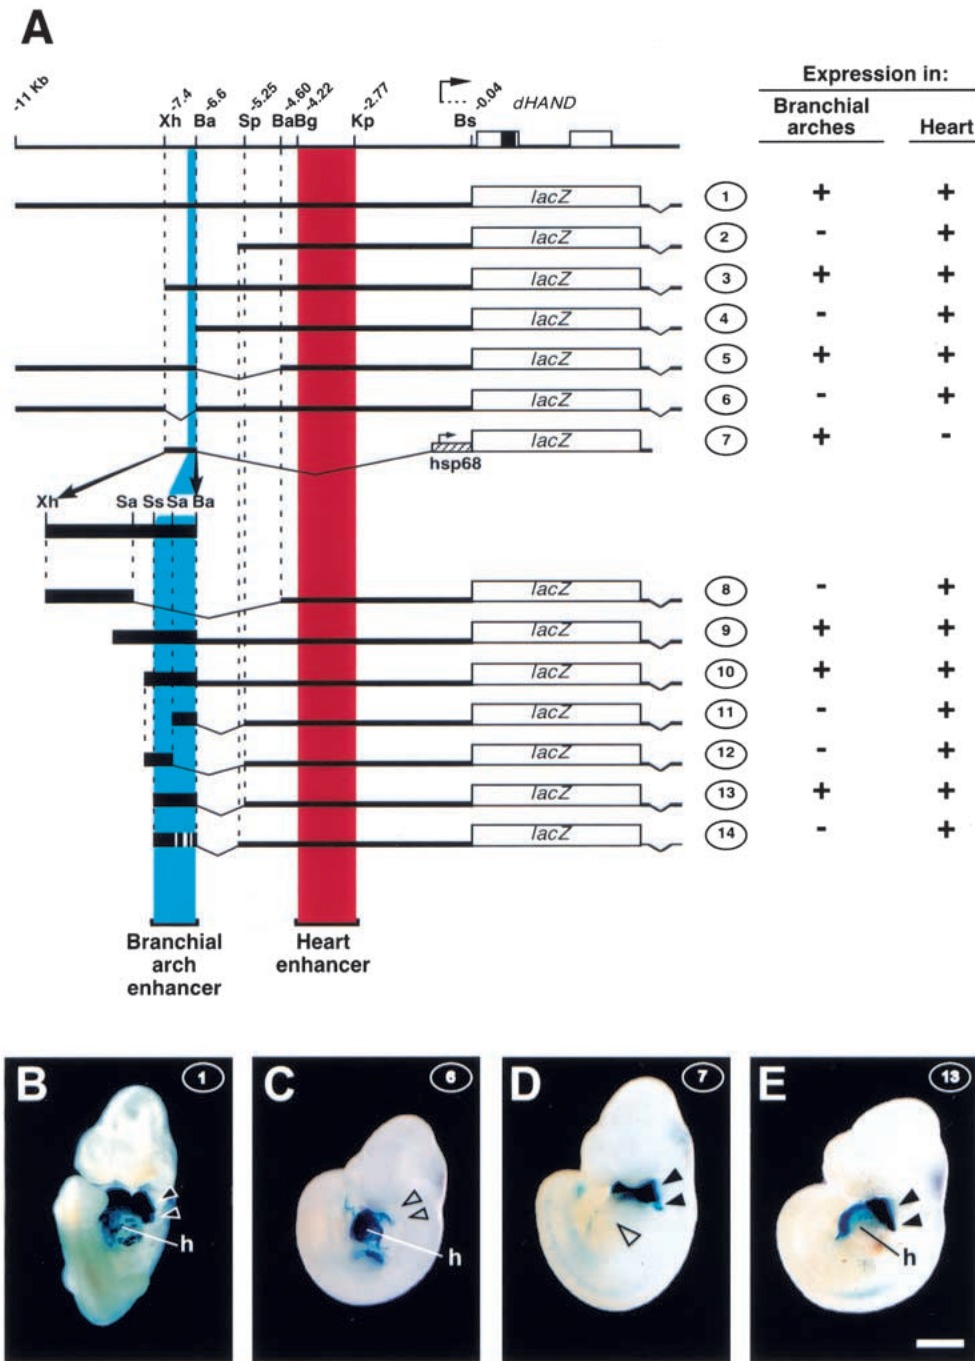 A
Expression in:
Branchial arches
Heart
-11 Kb
-7.4
-6.6
-5.25
-4.60
-4.22
-2.77
-0.04
dHAND
Xh
Ba
Sp
Ba
Bg
Kp
Bs
lacZ 1 + +
lacZ 2 - +
lacZ 3 + +
lacZ 4 - +
lacZ 5 + +
lacZ 6 - +
lacZ 7 + -
hsp68
Xh Sa Ss Sa Ba
lacZ 8 - +
lacZ 9 + +
lacZ 10 + +
lacZ 11 - +
lacZ 12 - +
lacZ 13 + +
lacZ 14 - +
Branchial
arch
enhancer
Heart
enhancer
B 1
h
C 6
h
D 7
E 13
h